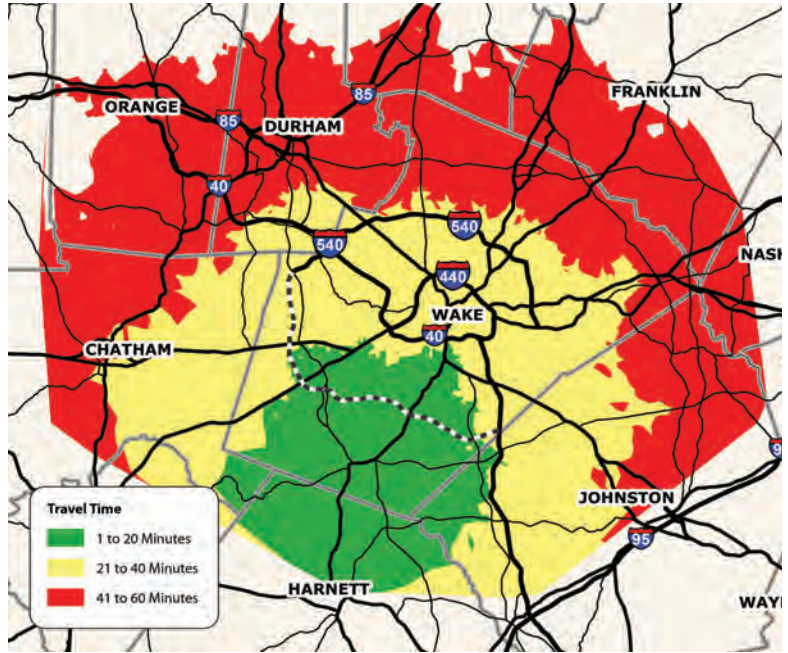 FRANKLIN
85
ORANGE
85
DURHAM
40
540
540
NASH
440
WAKE
40
CHATHAM
9
Travel Time
1 to 20 Minutes
21 to 40 Minutes
41 to 60 Minutes
JOHNSTON
95
HARNETT
WAY